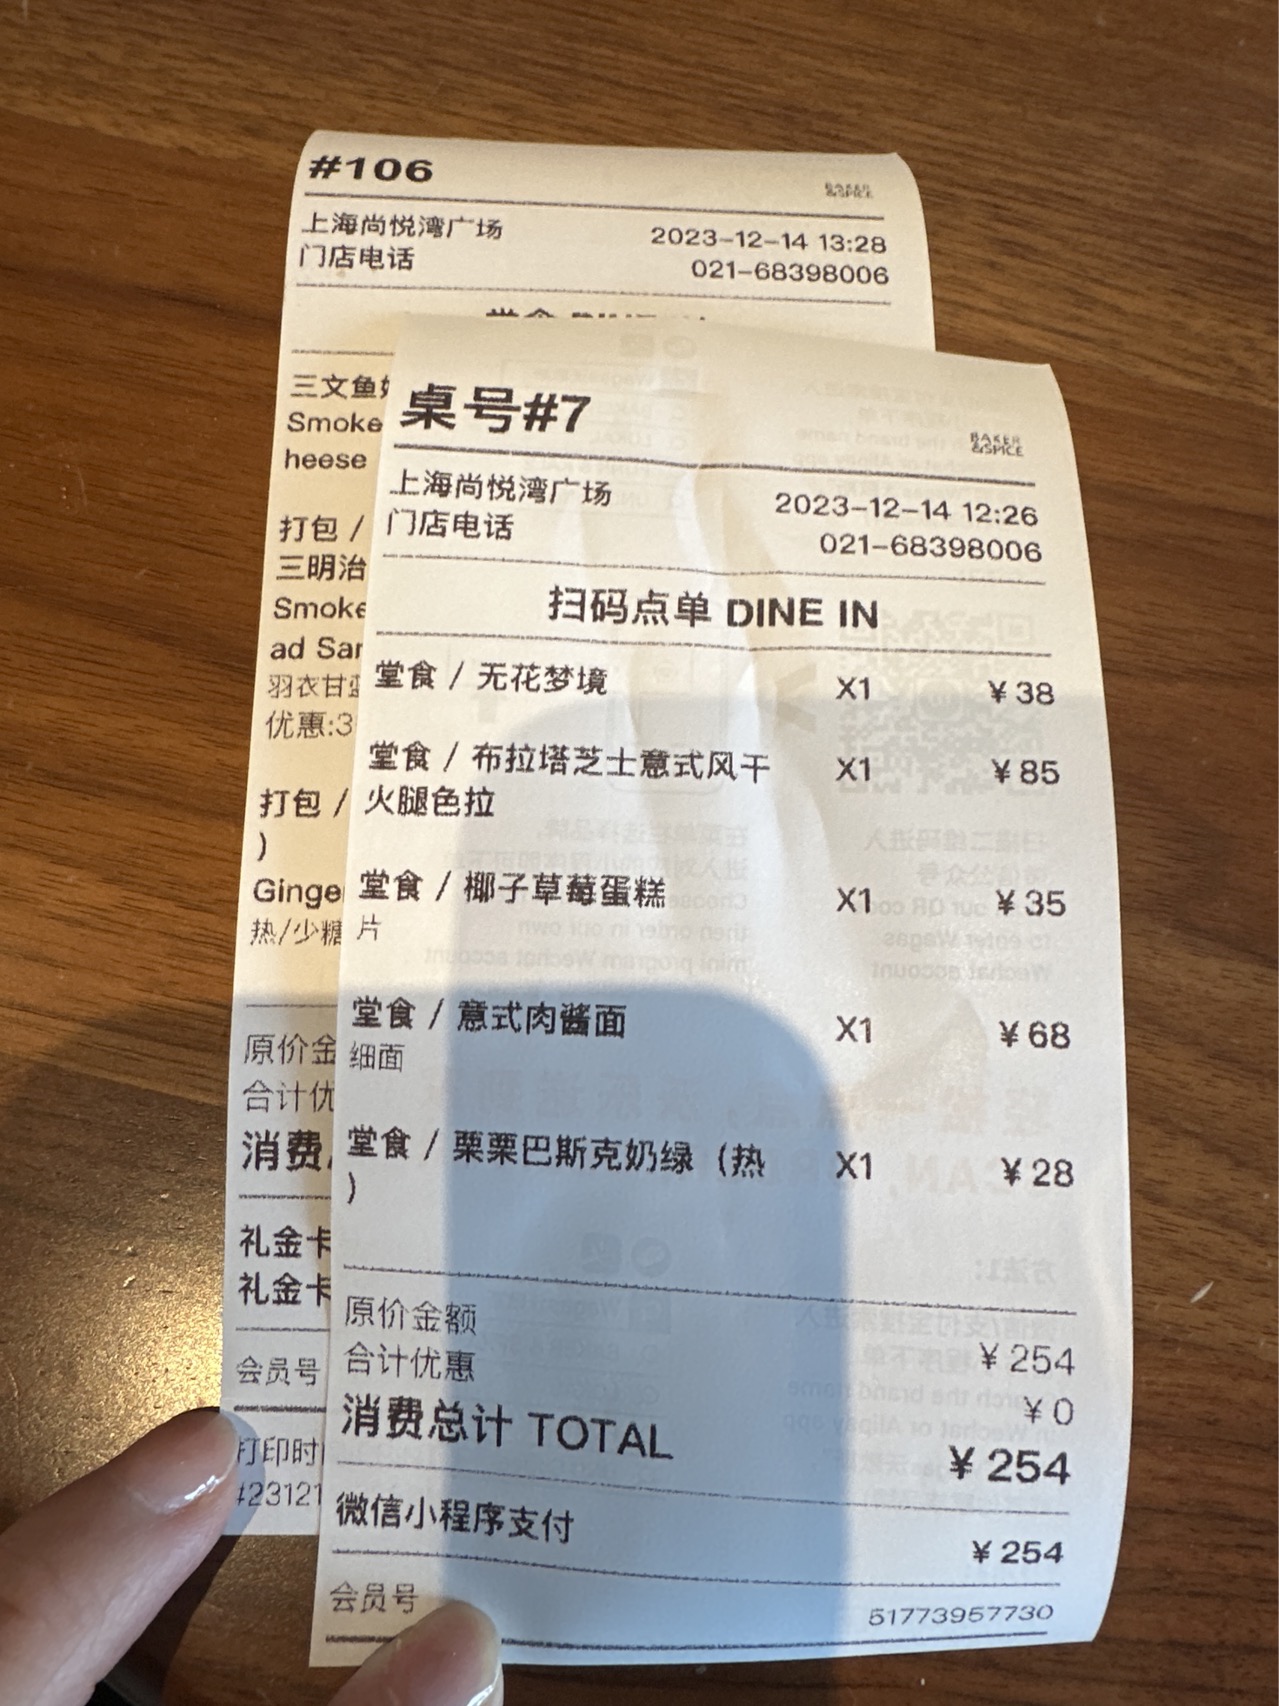 #106
BAKER
&SPICE
上海尚悦湾广场 2023-12-14 13:28
门店电话 021-68398006
三文鱼
Smoke
heese
打包 /
三明治
Smoke
ad San
羽衣甘蓝
优惠:3
打包 /
)
Ginge
热/少糖
原价金
合计优
消费
礼金卡
礼金卡
会员号
打印时
#23121
桌号#7
BAKER
&SPICE
上海尚悦湾广场 2023-12-14 12:26
门店电话 021-68398006
扫码点单 DINE IN
堂食 / 无花梦境 X1 ¥38
堂食 / 布拉塔芝士意式风干 X1 ¥85
火腿色拉
堂食 / 椰子草莓蛋糕 X1 ¥35
片
堂食 / 意式肉酱面 X1 ¥68
细面
堂食 / 栗栗巴斯克奶绿（热 X1 ¥28
)
原价金额 ¥254
合计优惠 ¥0
消费总计 TOTAL ¥254
微信小程序支付 ¥254
会员号 51773957730